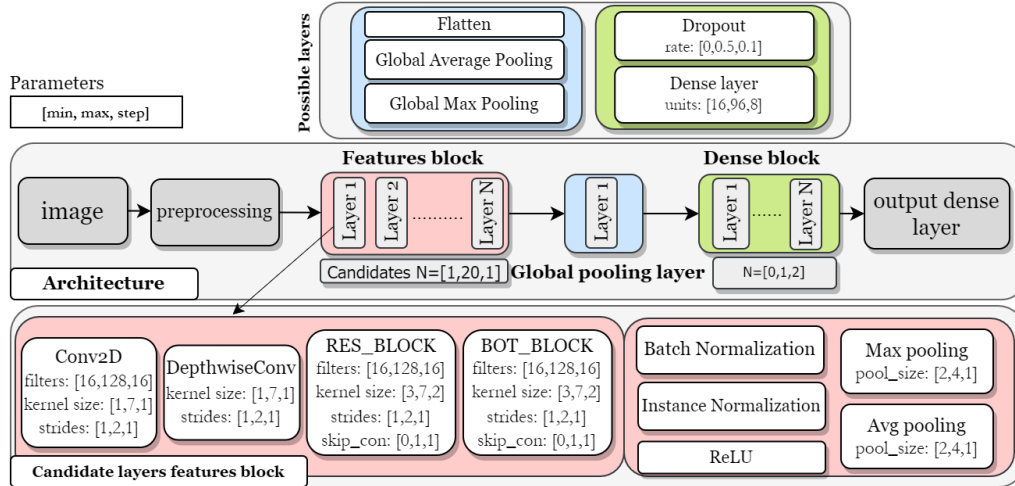 Possible layers
Flatten
Global Average Pooling
Global Max Pooling
Dropout
rate: [0,0.5,0.1]
Dense layer
units: [16,96,8]
Parameters
[min, max, step]
Features block
Dense block
image
preprocessing
Layer 1
Layer 2
..........
Layer N
Layer 1
Layer 1
......
Layer N
output dense
layer
Candidates N=[1,20,1]
Global pooling layer
N=[0,1,2]
Architecture
Conv2D
filters: [16,128,16]
kernel size: [1,7,1]
strides: [1,2,1]
DepthwiseConv
kernel size: [1,7,1]
strides: [1,2,1]
RES_BLOCK
filters: [16,128,16]
kernel size: [3,7,2]
strides: [1,2,1]
skip_con: [0,1,1]
BOT_BLOCK
filters: [16,128,16]
kernel size: [3,7,2]
strides: [1,2,1]
skip_con: [0,1,1]
Batch Normalization
Instance Normalization
ReLU
Max pooling
pool_size: [2,4,1]
Avg pooling
pool_size: [2,4,1]
Candidate layers features block